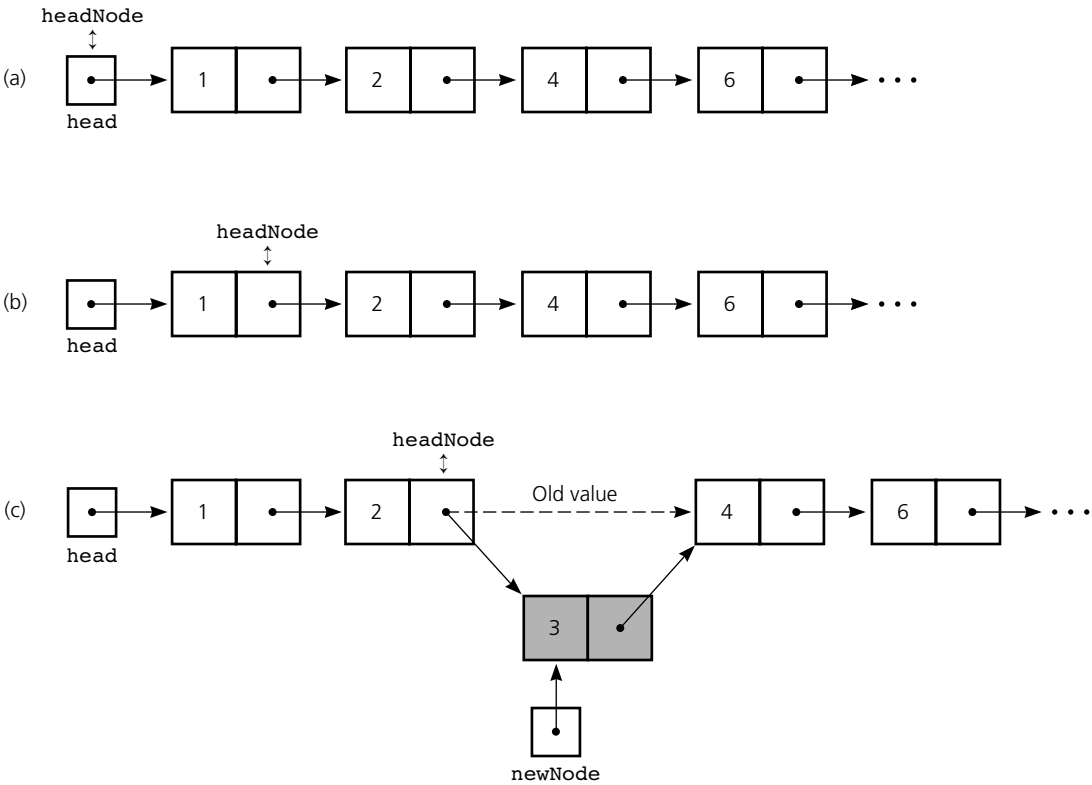 headNode
(a) 1 2 4 6 • • •
head
headNode
(b) 1 2 4 6 • • •
head
headNode
Old value
(c) 1 2 4 6 • • •
head
3
newNode